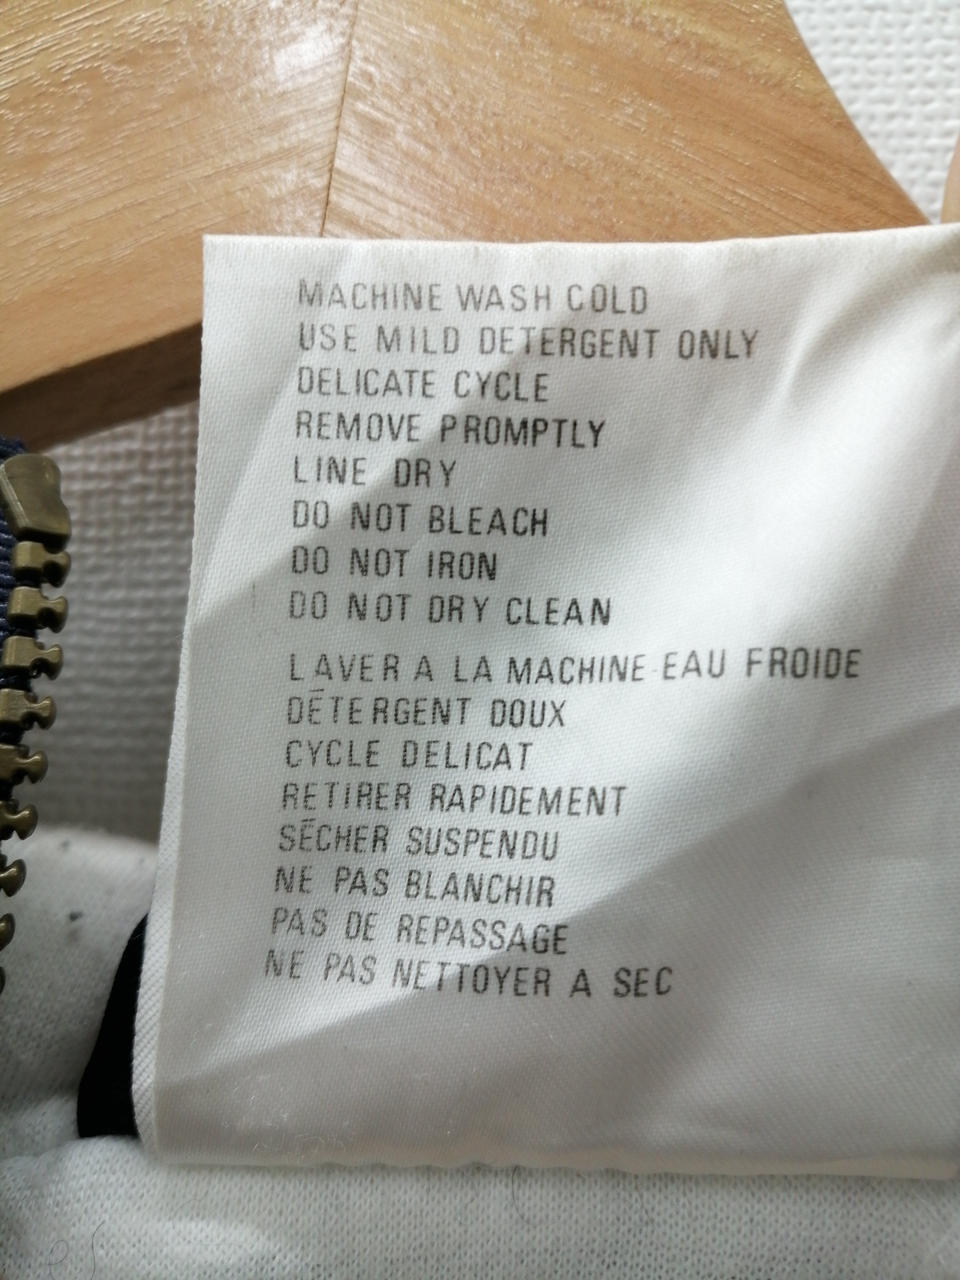 MACHINE WASH COLD
USE MILD DETERGENT ONLY
DELICATE CYCLE
REMOVE PROMPTLY
LINE DRY
DO NOT BLEACH
DO NOT IRON
DO NOT DRY CLEAN
LAVER A LA MACHINE-EAU FROIDE
DÉTERGENT DOUX
CYCLE DELICAT
RETIRER RAPIDEMENT
SÉCHER SUSPENDU
NE PAS BLANCHIR
PAS DE REPASSAGE
NE PAS NETTOYER A SEC